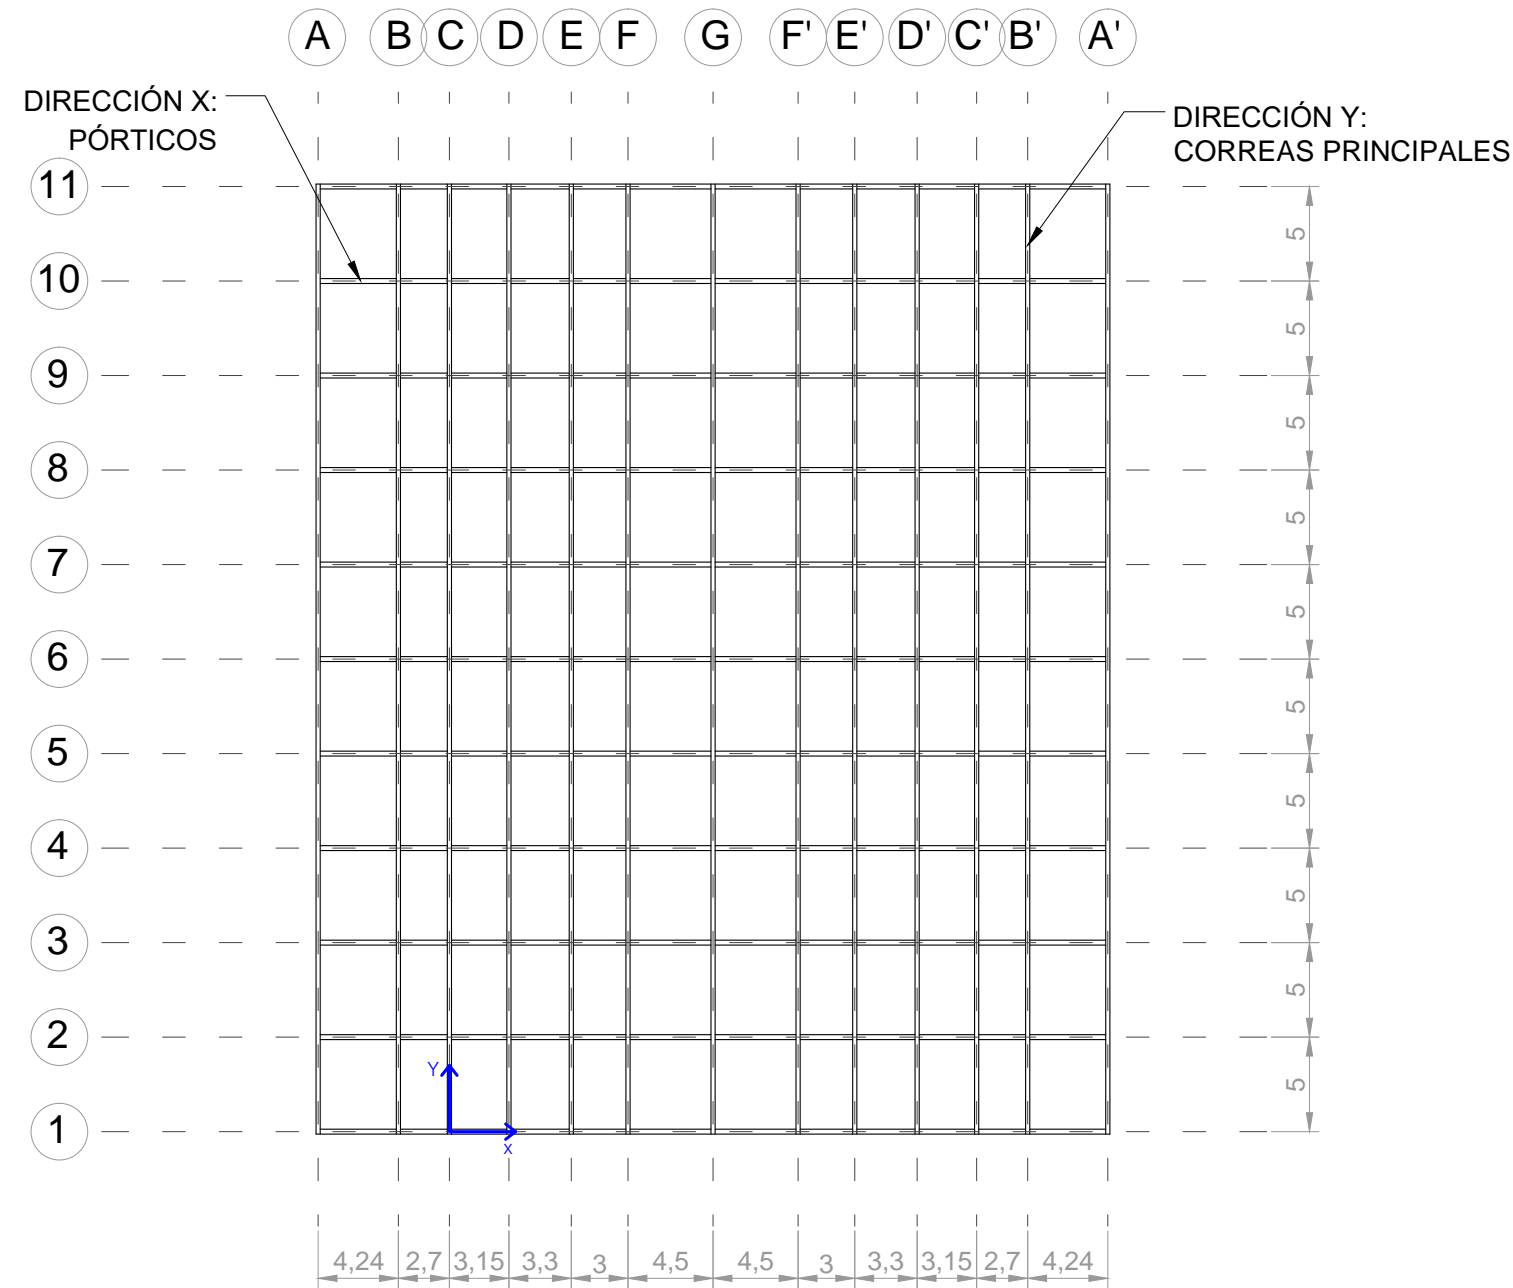 A B C D E F G F' E' D' C' B' A'
DIRECCIÓN X:
PÓRTICOS
DIRECCIÓN Y:
CORREAS PRINCIPALES
11
5
10
5
9
5
8
5
7
5
6
5
5
5
4
5
3
5
2
5
1
Y
x
4,24 2,7 3,15 3,3 3 4,5 4,5 3 3,3 3,15 2,7 4,24